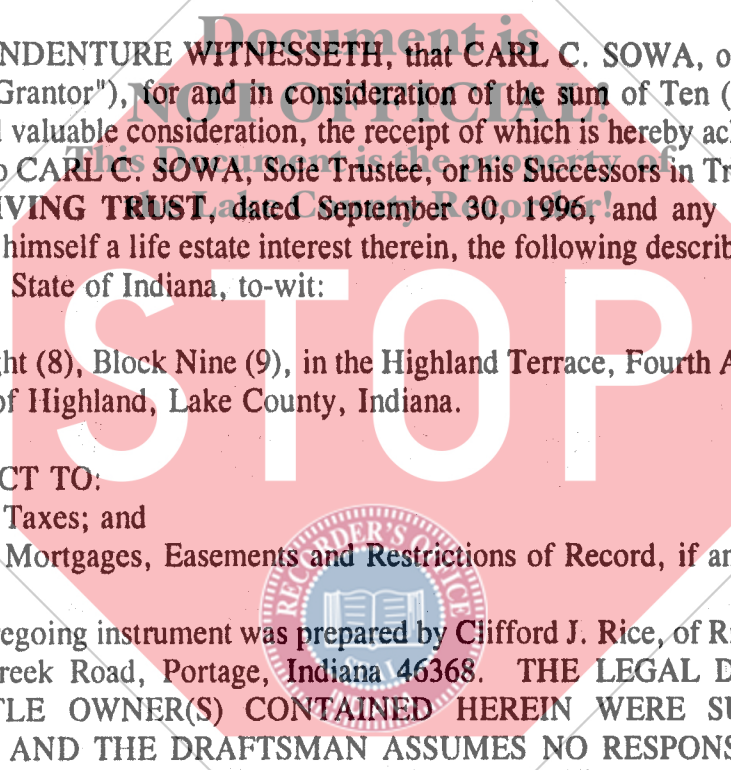 Document is
NDENTURE WITNESSETH, that CARL C. SOWA, o
Grantor"), for and in consideration of the sum of Ten (
NOT OFFICIAL!
valuable consideration, the receipt of which is hereby ac
This Document is the property of
CARL C. SOWA, Sole Trustee, or his Successors in Tr
the Lake County Recorder!
IVING TRUST, dated September 30, 1996, and any
himself a life estate interest therein, the following describ
State of Indiana, to-wit:
STOP
ht (8), Block Nine (9), in the Highland Terrace, Fourth A
of Highland, Lake County, Indiana.
CT TO:
Taxes; and
Mortgages, Easements and Restrictions of Record, if an
RECORDER'S OFFICE
regoing instrument was prepared by Clifford J. Rice, of Ri
reek Road, Portage, Indiana 46368. THE LEGAL D
TLE OWNER(S) CONTAINED HEREIN WERE SU
AND THE DRAFTSMAN ASSUMES NO RESPONS